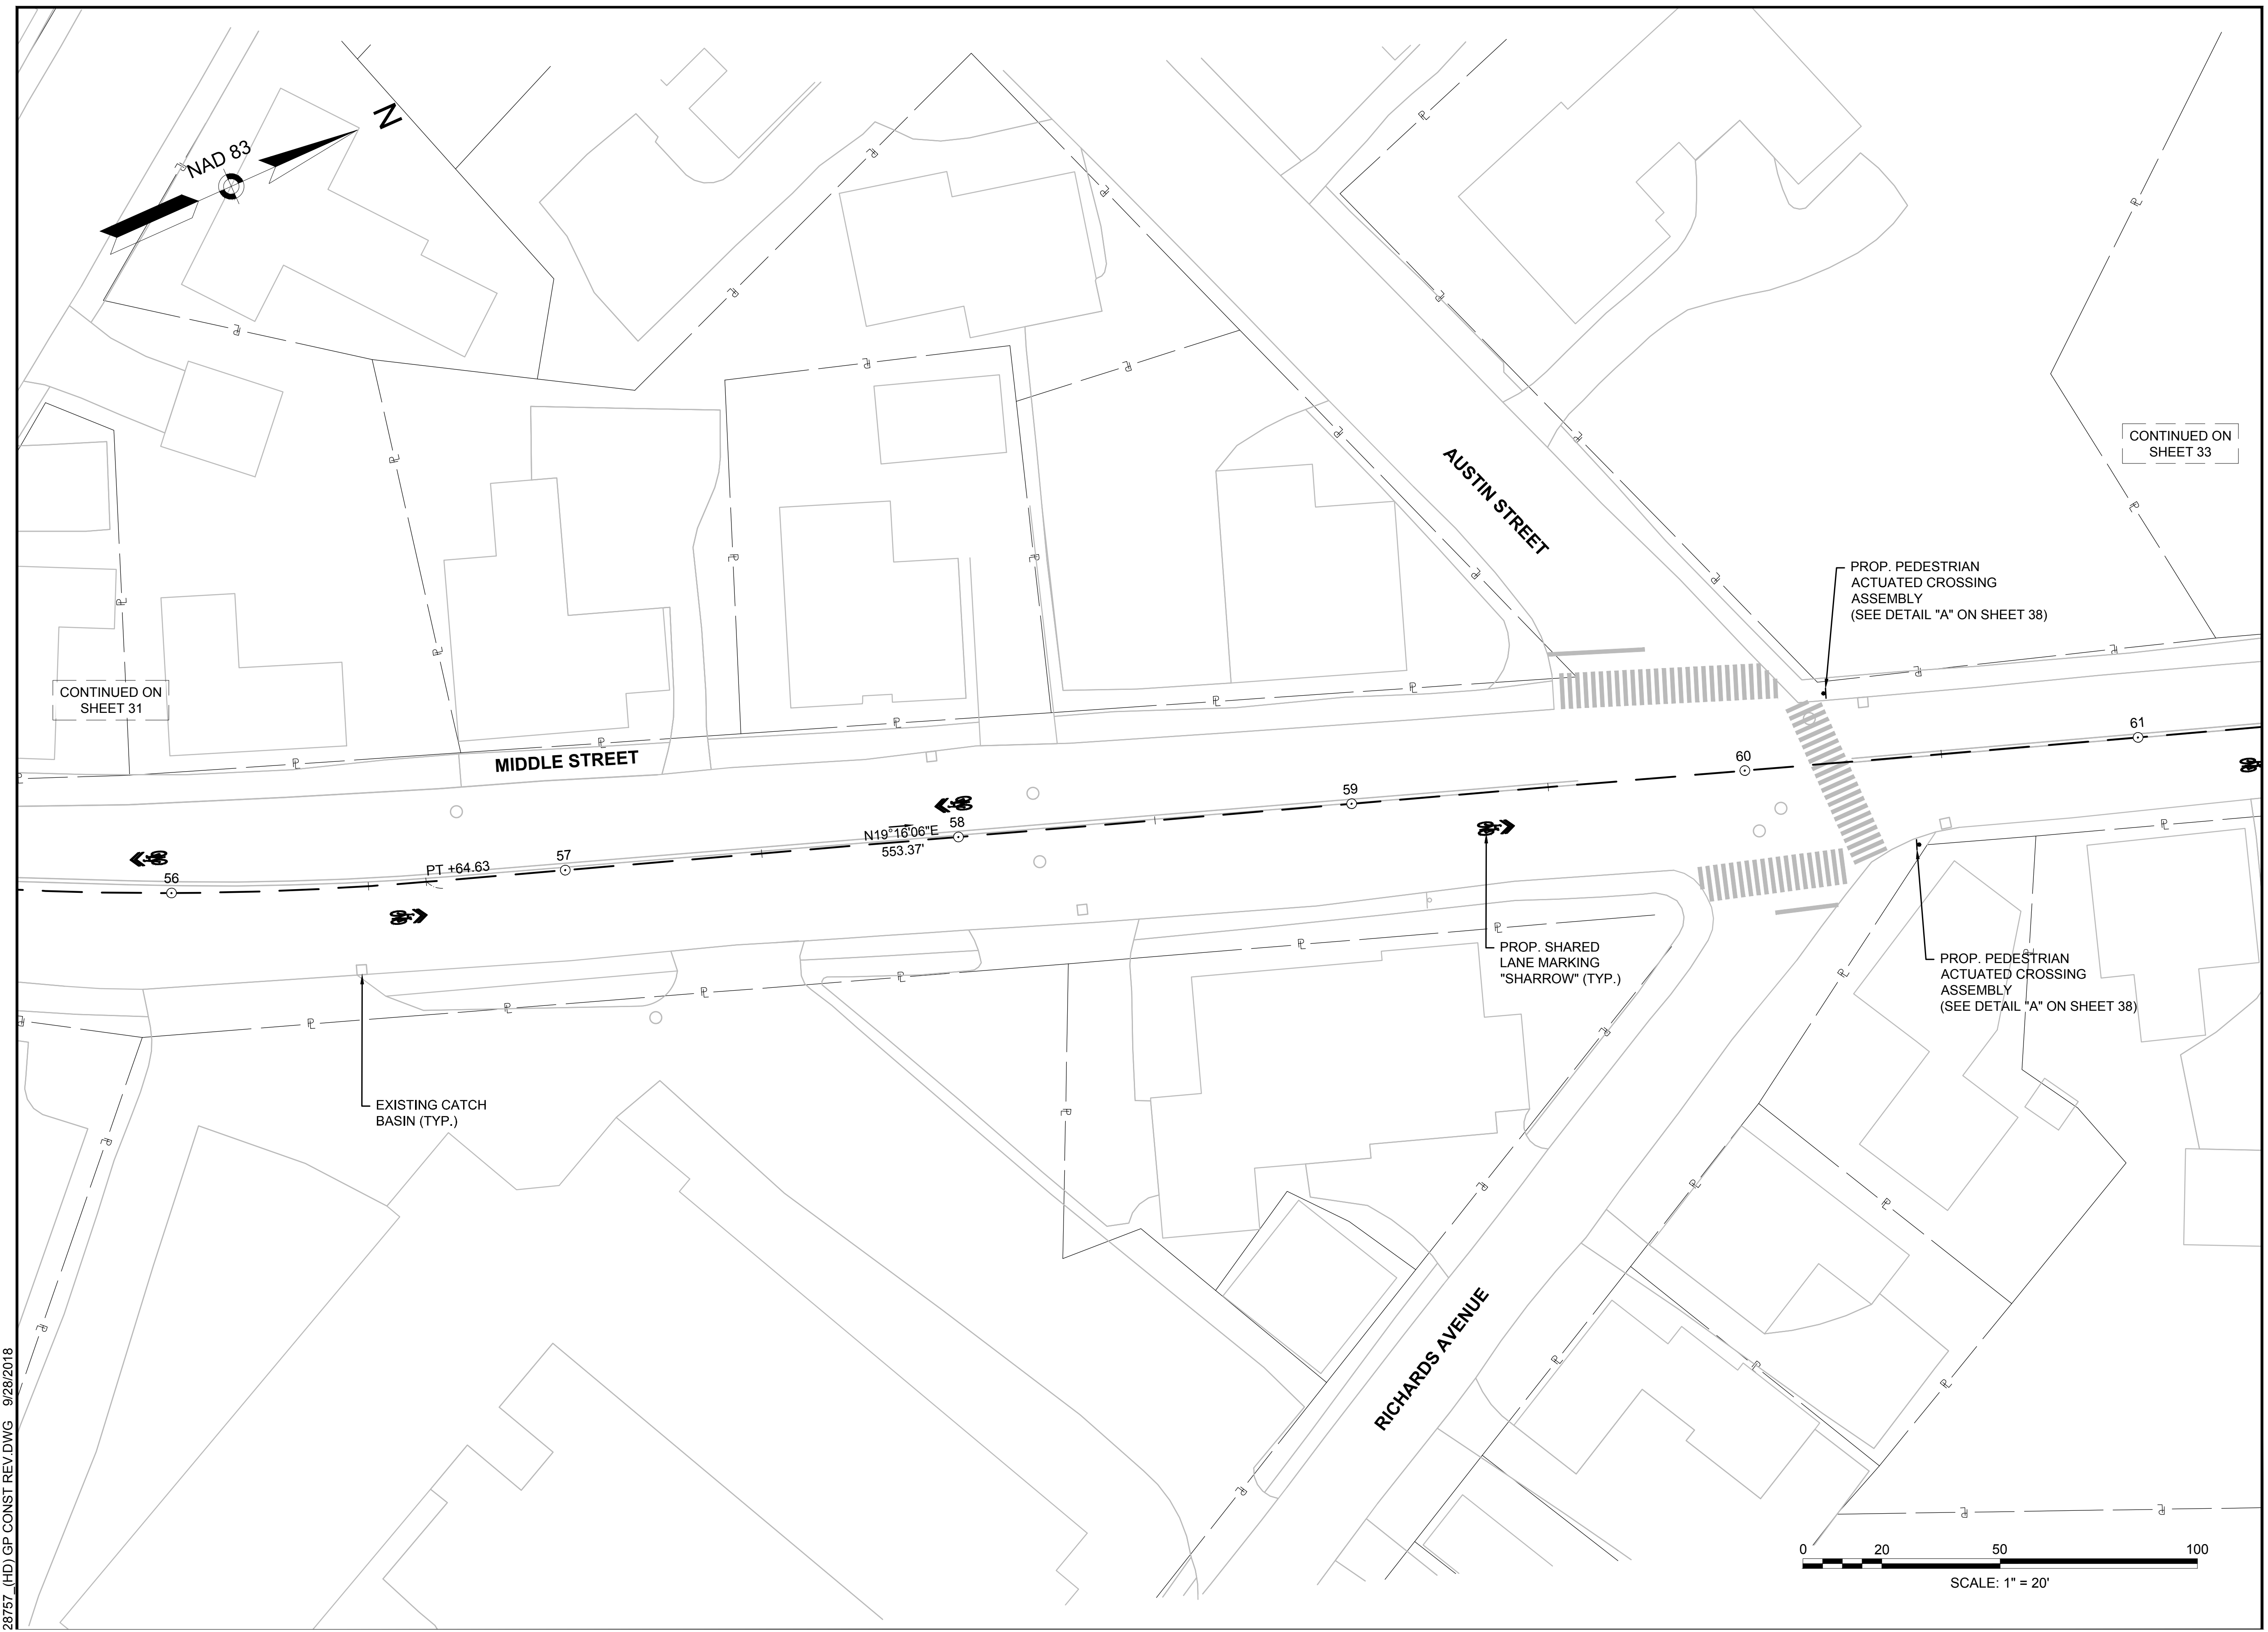 NAD 83
N
CONTINUED ON
SHEET 33
AUSTIN STREET
PROP. PEDESTRIAN
ACTUATED CROSSING
ASSEMBLY
(SEE DETAIL "A" ON SHEET 38)
CONTINUED ON
SHEET 31
MIDDLE STREET
56
PT +64.63
57
N19°16'06"E
553.37'
58
59
60
61
PROP. SHARED
LANE MARKING
"SHARROW" (TYP.)
PROP. PEDESTRIAN
ACTUATED CROSSING
ASSEMBLY
(SEE DETAIL "A" ON SHEET 38)
EXISTING CATCH
BASIN (TYP.)
RICHARDS AVENUE
0 20 50 100
SCALE: 1" = 20'
28757_(HD) GP CONST REV.DWG 9/28/2018